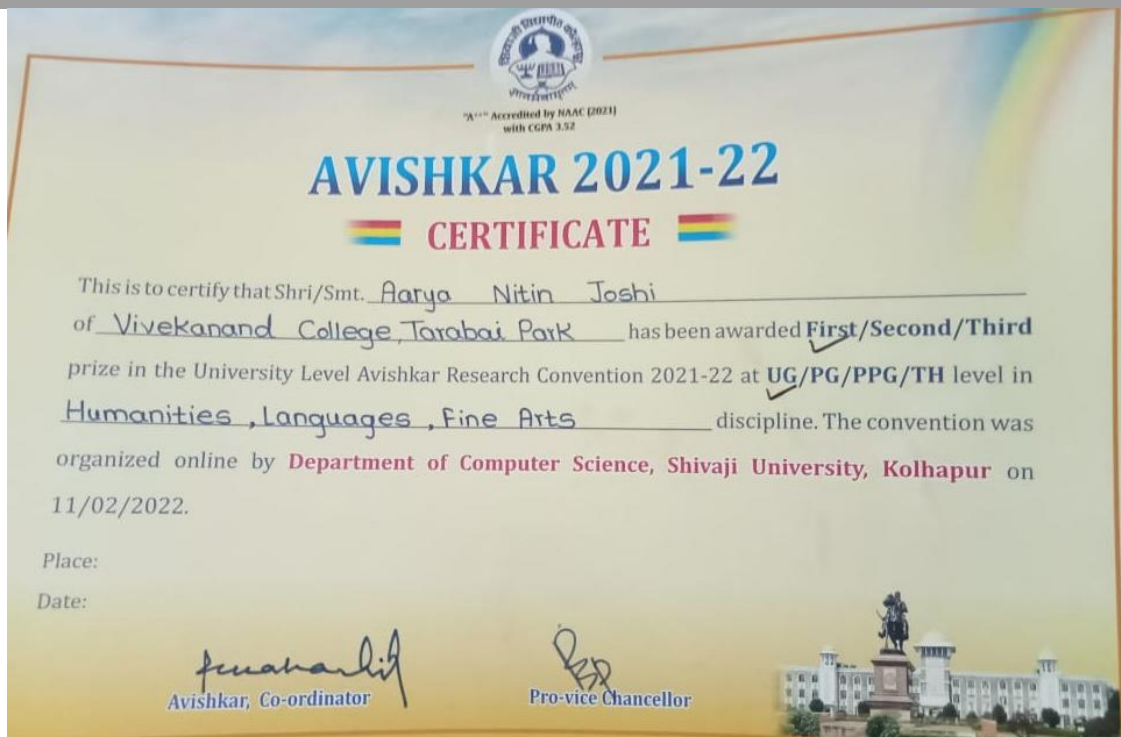 शिवाजी विद्यापीठ कोल्हापूर
ज्ञानमेवामृतम्
"A++" Accredited by NAAC (2021)
with CGPA 3.52
AVISHKAR 2021-22
CERTIFICATE
This is to certify that Shri/Smt. Aarya Nitin Joshi
of Vivekanand College, Tarabai Park has been awarded First/Second/Third
prize in the University Level Avishkar Research Convention 2021-22 at UG/PG/PPG/TH level in
Humanities, Languages, Fine Arts discipline. The convention was
organized online by Department of Computer Science, Shivaji University, Kolhapur on
11/02/2022.
Place:
Date:
Avishkar, Co-ordinator
Pro-vice Chancellor